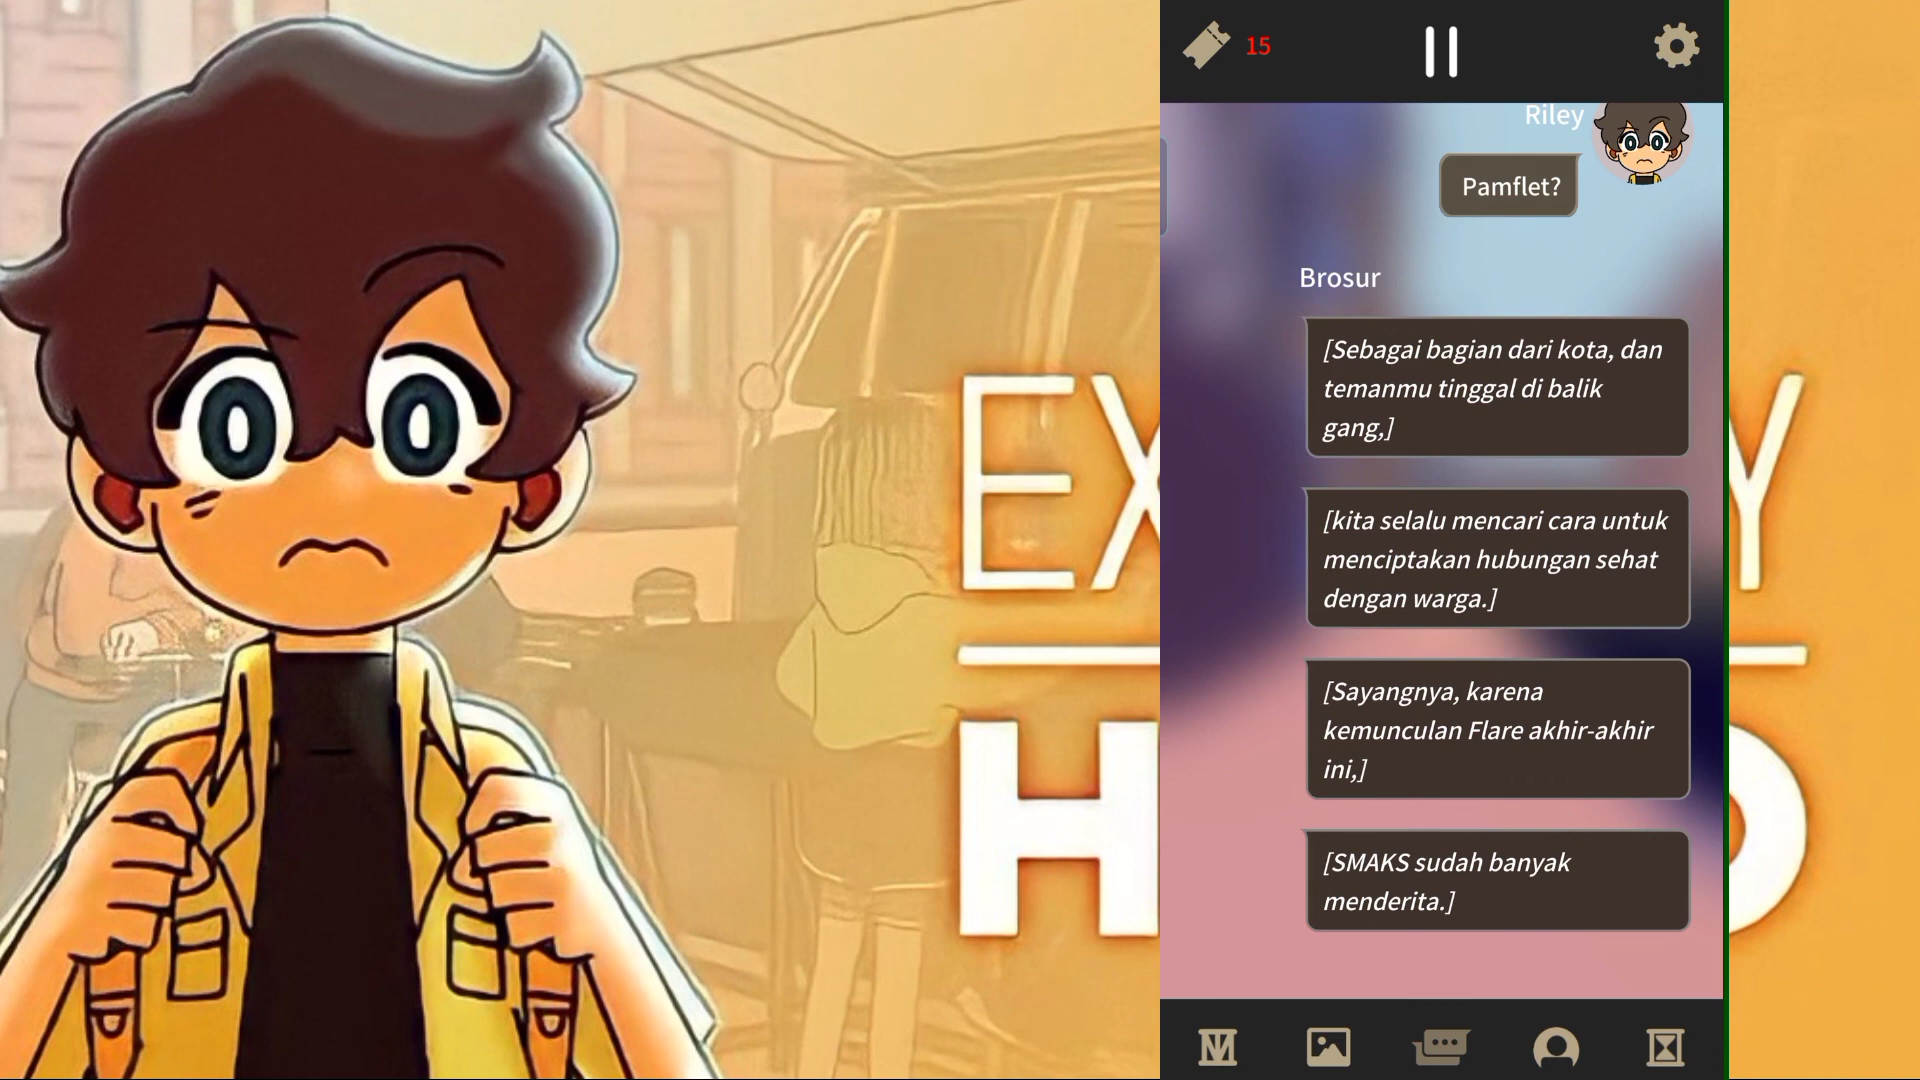 15
Riley
Pamflet?
Brosur
[Sebagai bagian dari kota, dan
temanmu tinggal di balik
gang,]
[kita selalu mencari cara untuk
menciptakan hubungan sehat
dengan warga.]
[Sayangnya, karena
kemunculan Flare akhir-akhir
ini,]
[SMAKS sudah banyak
menderita.]
EX
Y
H